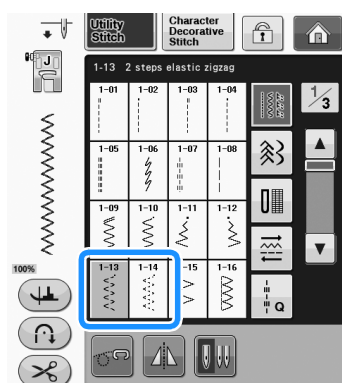 Utility
Stitch
Character
Decorative
Stitch
J
1-13 2 steps elastic zigzag
1/3
1-01 1-02 1-03 1-04
1-05 1-06 1-07 1-08
1-09 1-10 1-11 1-12
1-13 1-14 -15 1-16
100%
Q